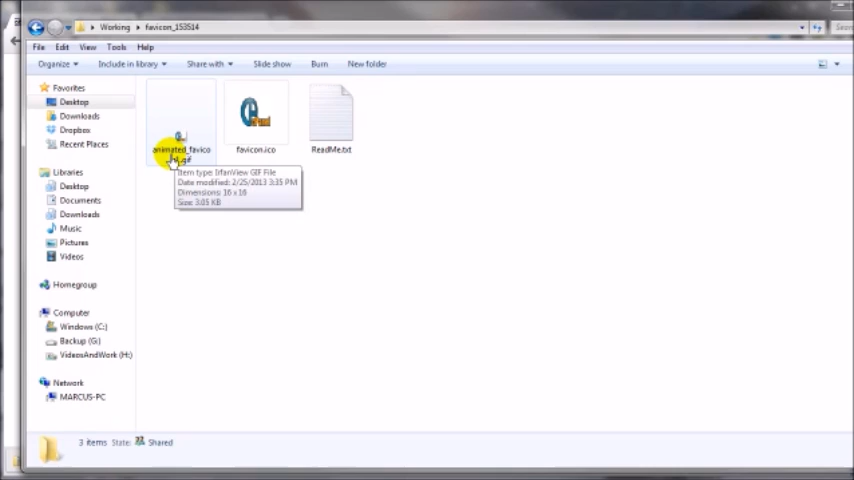 Working ▸ favicon_153514
File Edit View Tools Help
Organize Include in library Share with Slide show Burn New folder
Favorites
Desktop
Downloads
Dropbox
Recent Places
Libraries
Desktop
Documents
Downloads
Music
Pictures
Videos
Homegroup
Computer
Windows (C:)
Backup (G:)
VideosAndWork (H:)
Network
MARCUS-PC
animated_favico
favicon.ico
ReadMe.txt
Item type: IrfanView GIF File
Date modified: 2/25/2013 3:35 PM
Dimensions: 16 x 16
Size: 3.05 KB
3 items State: Shared